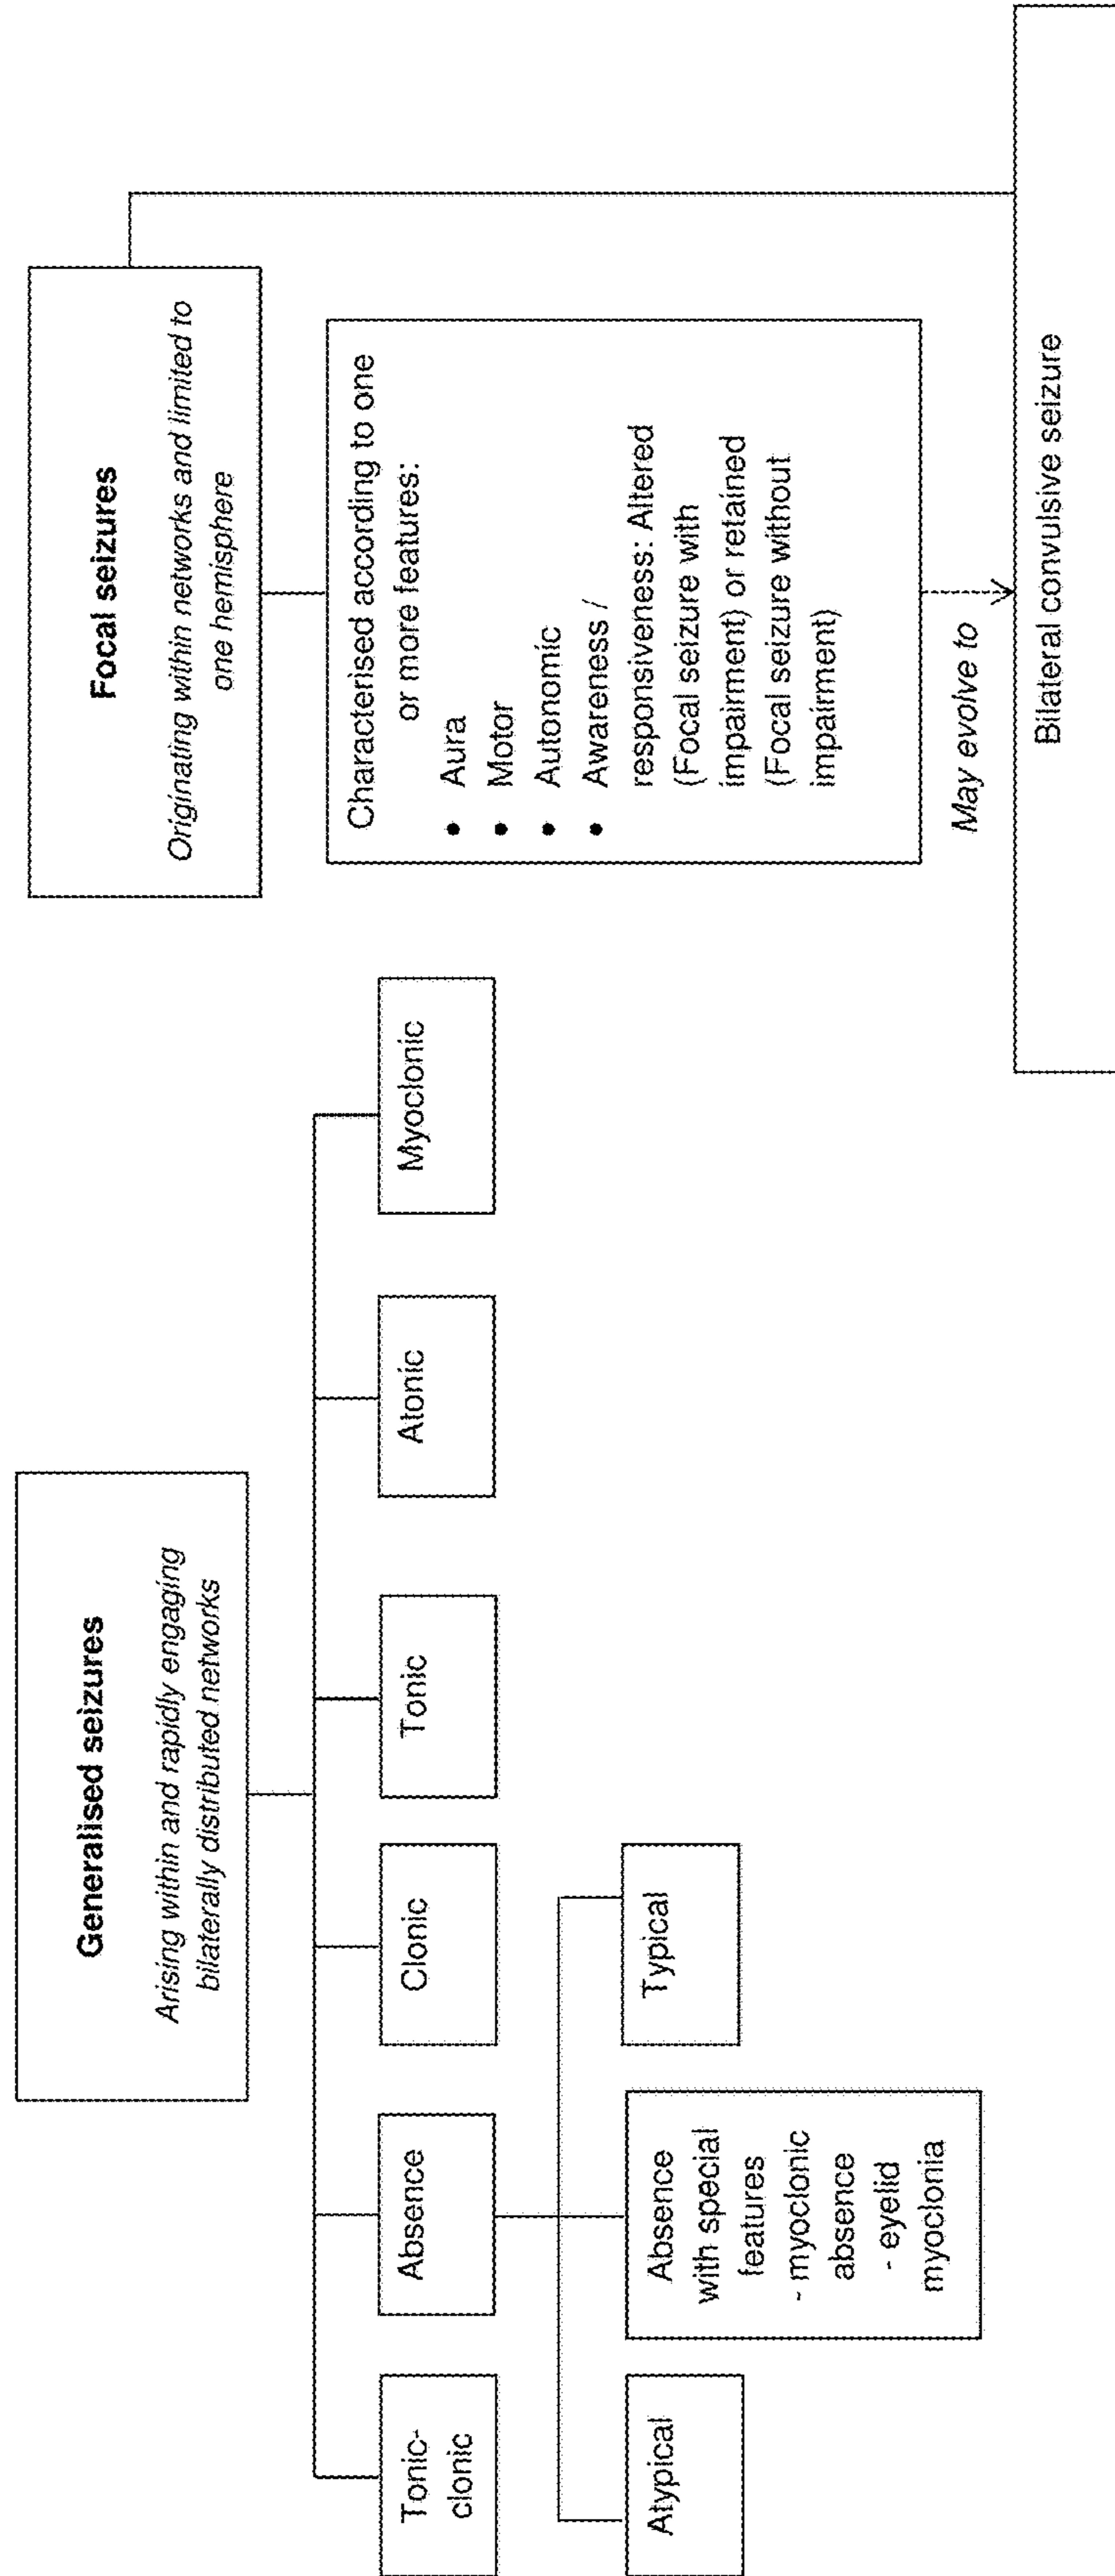 Generalised seizures
Arising within and rapidly engaging
bilaterally distributed networks
Tonic-
clonic
Absence
Clonic
Tonic
Atonic
Myoclonic
Atypical
Absence
with special
features
- myoclonic
absence
- eyelid
myoclonia
Typical
Focal seizures
Originating within networks and limited to
one hemisphere
Characterised according to one
or more features:
• Aura
• Motor
• Autonomic
• Awareness /
responsiveness: Altered
(Focal seizure with
impairment) or retained
(Focal seizure without
impairment)
May evolve to
Bilateral convulsive seizure